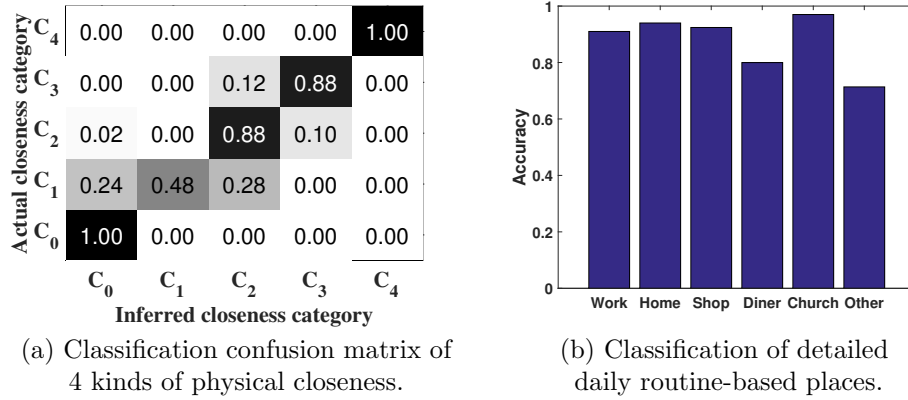 Actual closeness category
C4 0.00 0.00 0.00 0.00 1.00
C3 0.00 0.00 0.12 0.88 0.00
C2 0.02 0.00 0.88 0.10 0.00
C1 0.24 0.48 0.28 0.00 0.00
C0 1.00 0.00 0.00 0.00 0.00
C0 C1 C2 C3 C4
Inferred closeness category
(a) Classification confusion matrix of
4 kinds of physical closeness.
Accuracy
1
0.8
0.6
0.4
0.2
0
Work Home Shop Diner Church Other
(b) Classification of detailed
daily routine-based places.